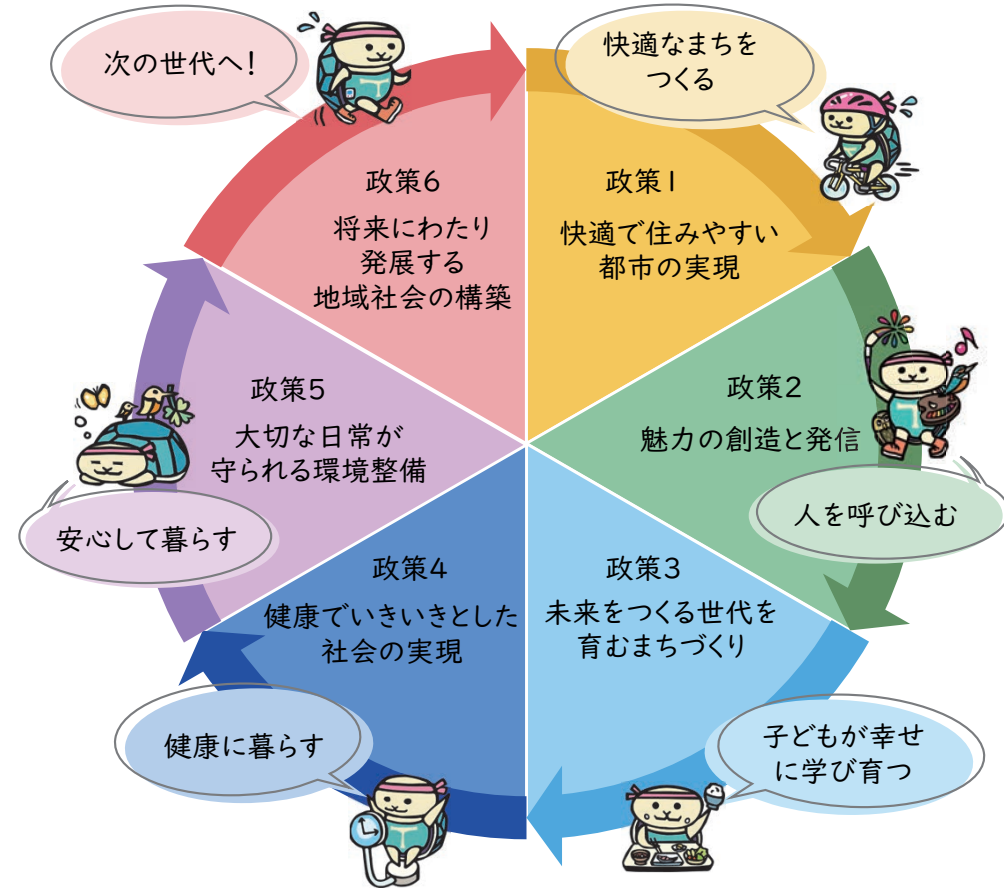 快適なまちを
つくる
政策1
快適で住みやすい
都市の実現
政策2
魅力の創造と発信
人を呼び込む
政策3
未来をつくる世代を
育むまちづくり
子どもが幸せ
に学び育つ
政策4
健康でいきいきとした
社会の実現
健康に暮らす
政策5
大切な日常が
守られる環境整備
安心して暮らす
政策6
将来にわたり
発展する
地域社会の構築
次の世代へ!
T
T